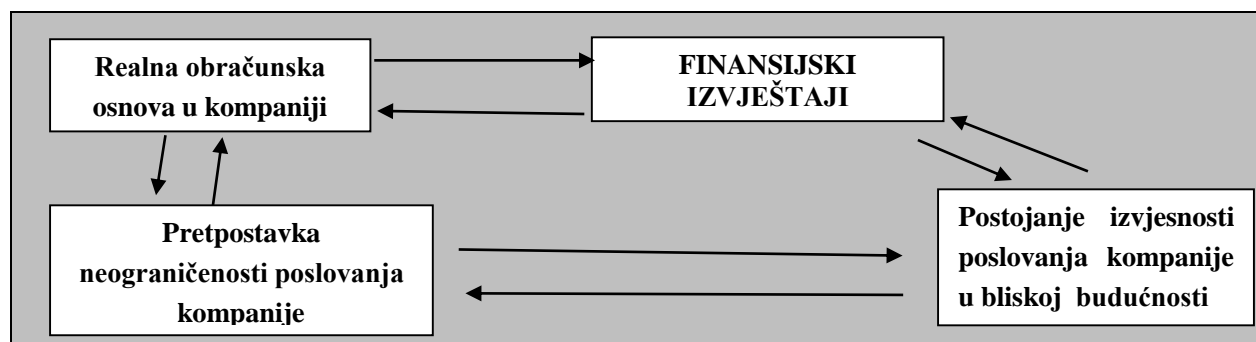 Realna obračunska
osnova u kompaniji
FINANSIJSKI
IZVJEŠTAJI
Pretpostavka
neograničenosti poslovanja
kompanije
Postojanje izvjesnosti
poslovanja kompanije
u bliskoj budućnosti